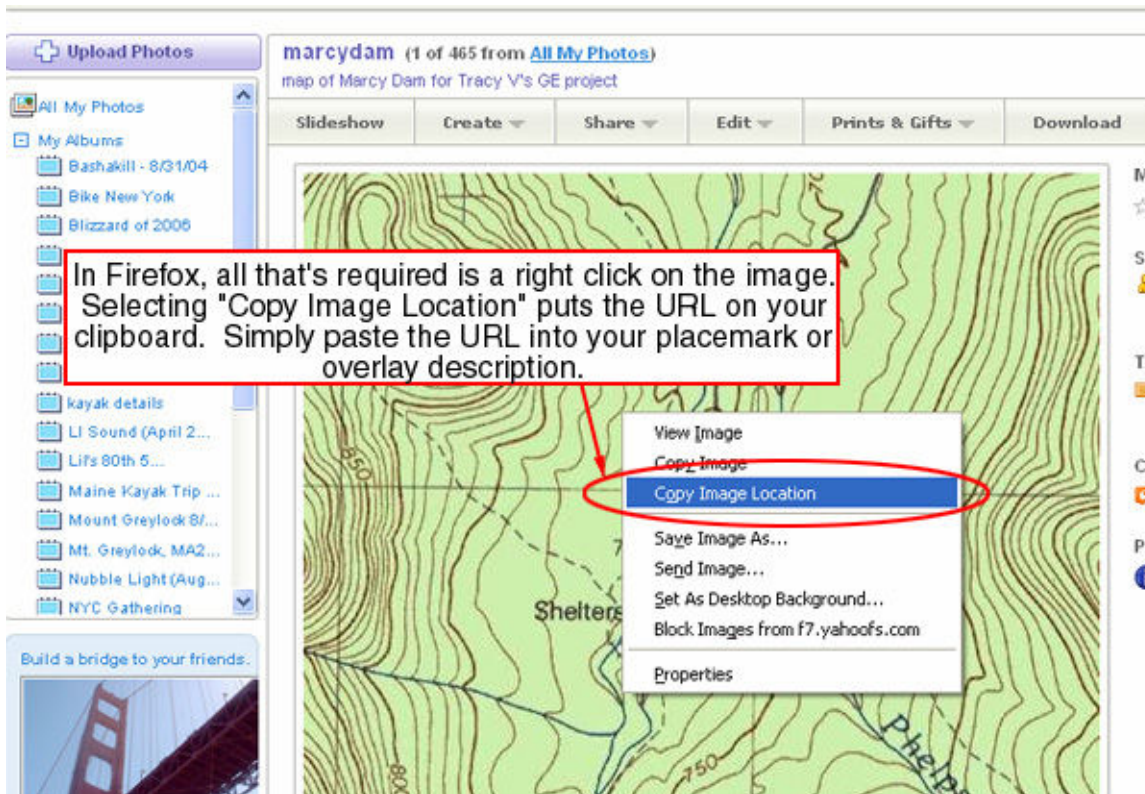 Upload Photos
All My Photos
My Albums
Bashakill - 8/31/04
Bike New York
Blizzard of 2006
kayak details
LI Sound (April 2...
Lil's 80th 5...
Maine Kayak Trip ...
Mount Greylock 8/...
Mt. Greylock, MA2...
Nubble Light (Aug...
NYC Gathering
Build a bridge to your friends.
marcydam (1 of 465 from All My Photos)
map of Marcy Dam for Tracy V's GE project
Slideshow Create Share Edit Prints & Gifts Download
In Firefox, all that's required is a right click on the image.
Selecting "Copy Image Location" puts the URL on your
clipboard. Simply paste the URL into your placemark or
overlay description.
850
View Image
Copy Image
Copy Image Location
Save Image As...
Send Image...
Set As Desktop Background...
Block Images from f7.yahoofs.com
Properties
Shelters
Phelps
750
800